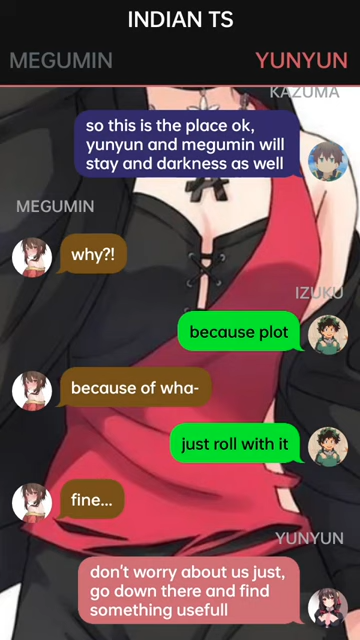 INDIAN TS
MEGUMIN
YUNYUN
KAZUMA
so this is the place ok,
yunyun and megumin will
stay and darkness as well
MEGUMIN
why?!
IZUKU
because plot
because of wha-
just roll with it
fine...
YUNYUN
don't worry about us just,
go down there and find
something usefull